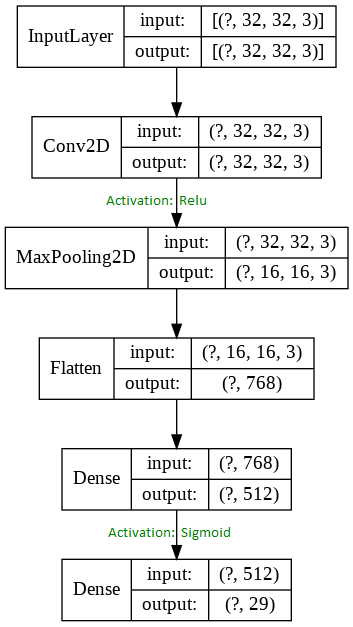 InputLayer
input:
[(?, 32, 32, 3)]
output:
[(?, 32, 32, 3)]
Conv2D
input:
(?, 32, 32, 3)
output:
(?, 32, 32, 3)
Activation: Relu
MaxPooling2D
input:
(?, 32, 32, 3)
output:
(?, 16, 16, 3)
Flatten
input:
(?, 16, 16, 3)
output:
(?, 768)
Dense
input:
(?, 768)
output:
(?, 512)
Activation: Sigmoid
Dense
input:
(?, 512)
output:
(?, 29)